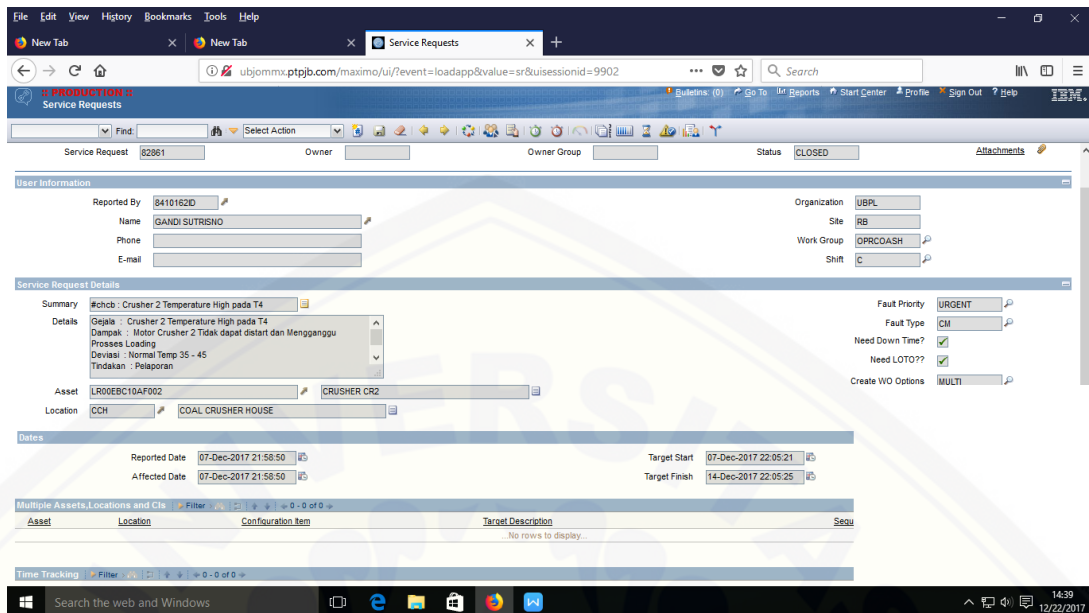 File Edit View History Bookmarks Tools Help
New Tab New Tab Service Requests
ubjommx.ptpjb.com/maximo/ui/?event=loadapp&value=sr&uisessionid=9902 Search
:: PRODUCTION ::
Service Requests
Bulletins: (0) Go To Reports Start Center Profile Sign Out Help IBM.
Find: Select Action
Service Request 82861 Owner Owner Group Status CLOSED Attachments
User Information
Reported By 8410162ID Organization UBPL
Name GANDI SUTRISNO Site RB
Phone Work Group OPRCOASH
E-mail Shift C
Service Request Details
Summary #chcb : Crusher 2 Temperature High pada T4 Fault Priority URGENT
Details Gejala : Crusher 2 Temperature High pada T4 Fault Type CM
Dampak : Motor Crusher 2 Tidak dapat distart dan Mengganggu
Prosses Loading Need Down Time?
Deviasi : Normal Temp 35 - 45
Tindakan : Pelaporan Need LOTO??
Create WO Options MULTI
Asset LR00EBC10AF002 CRUSHER CR2
Location CCH COAL CRUSHER HOUSE
Dates
Reported Date 07-Dec-2017 21:58:50 Target Start 07-Dec-2017 22:05:21
Affected Date 07-Dec-2017 21:58:50 Target Finish 14-Dec-2017 22:05:25
Multiple Assets,Locations and CIs Filter 0 - 0 of 0
Asset Location Configuration Item Target Description Sequ
...No rows to display...
Time Tracking Filter 0 - 0 of 0
Search the web and Windows 14:39
12/22/2017